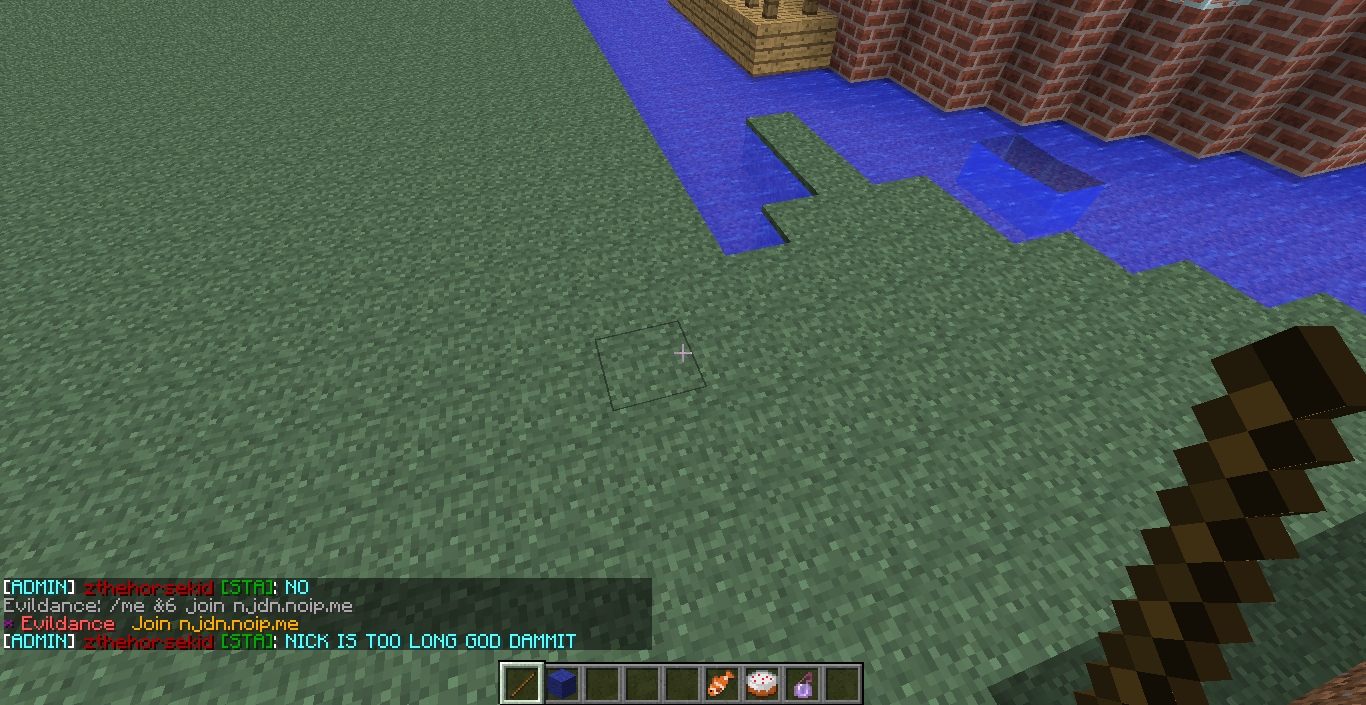 [ADMIN] zthehorsekid [STA]: NO
Evildance: /me &6 join n.jdn.noip.me
* Evildance Join n.jdn.noip.me
[ADMIN] zthehorsekid [STA]: NICK IS TOO LONG GOD DAMMIT